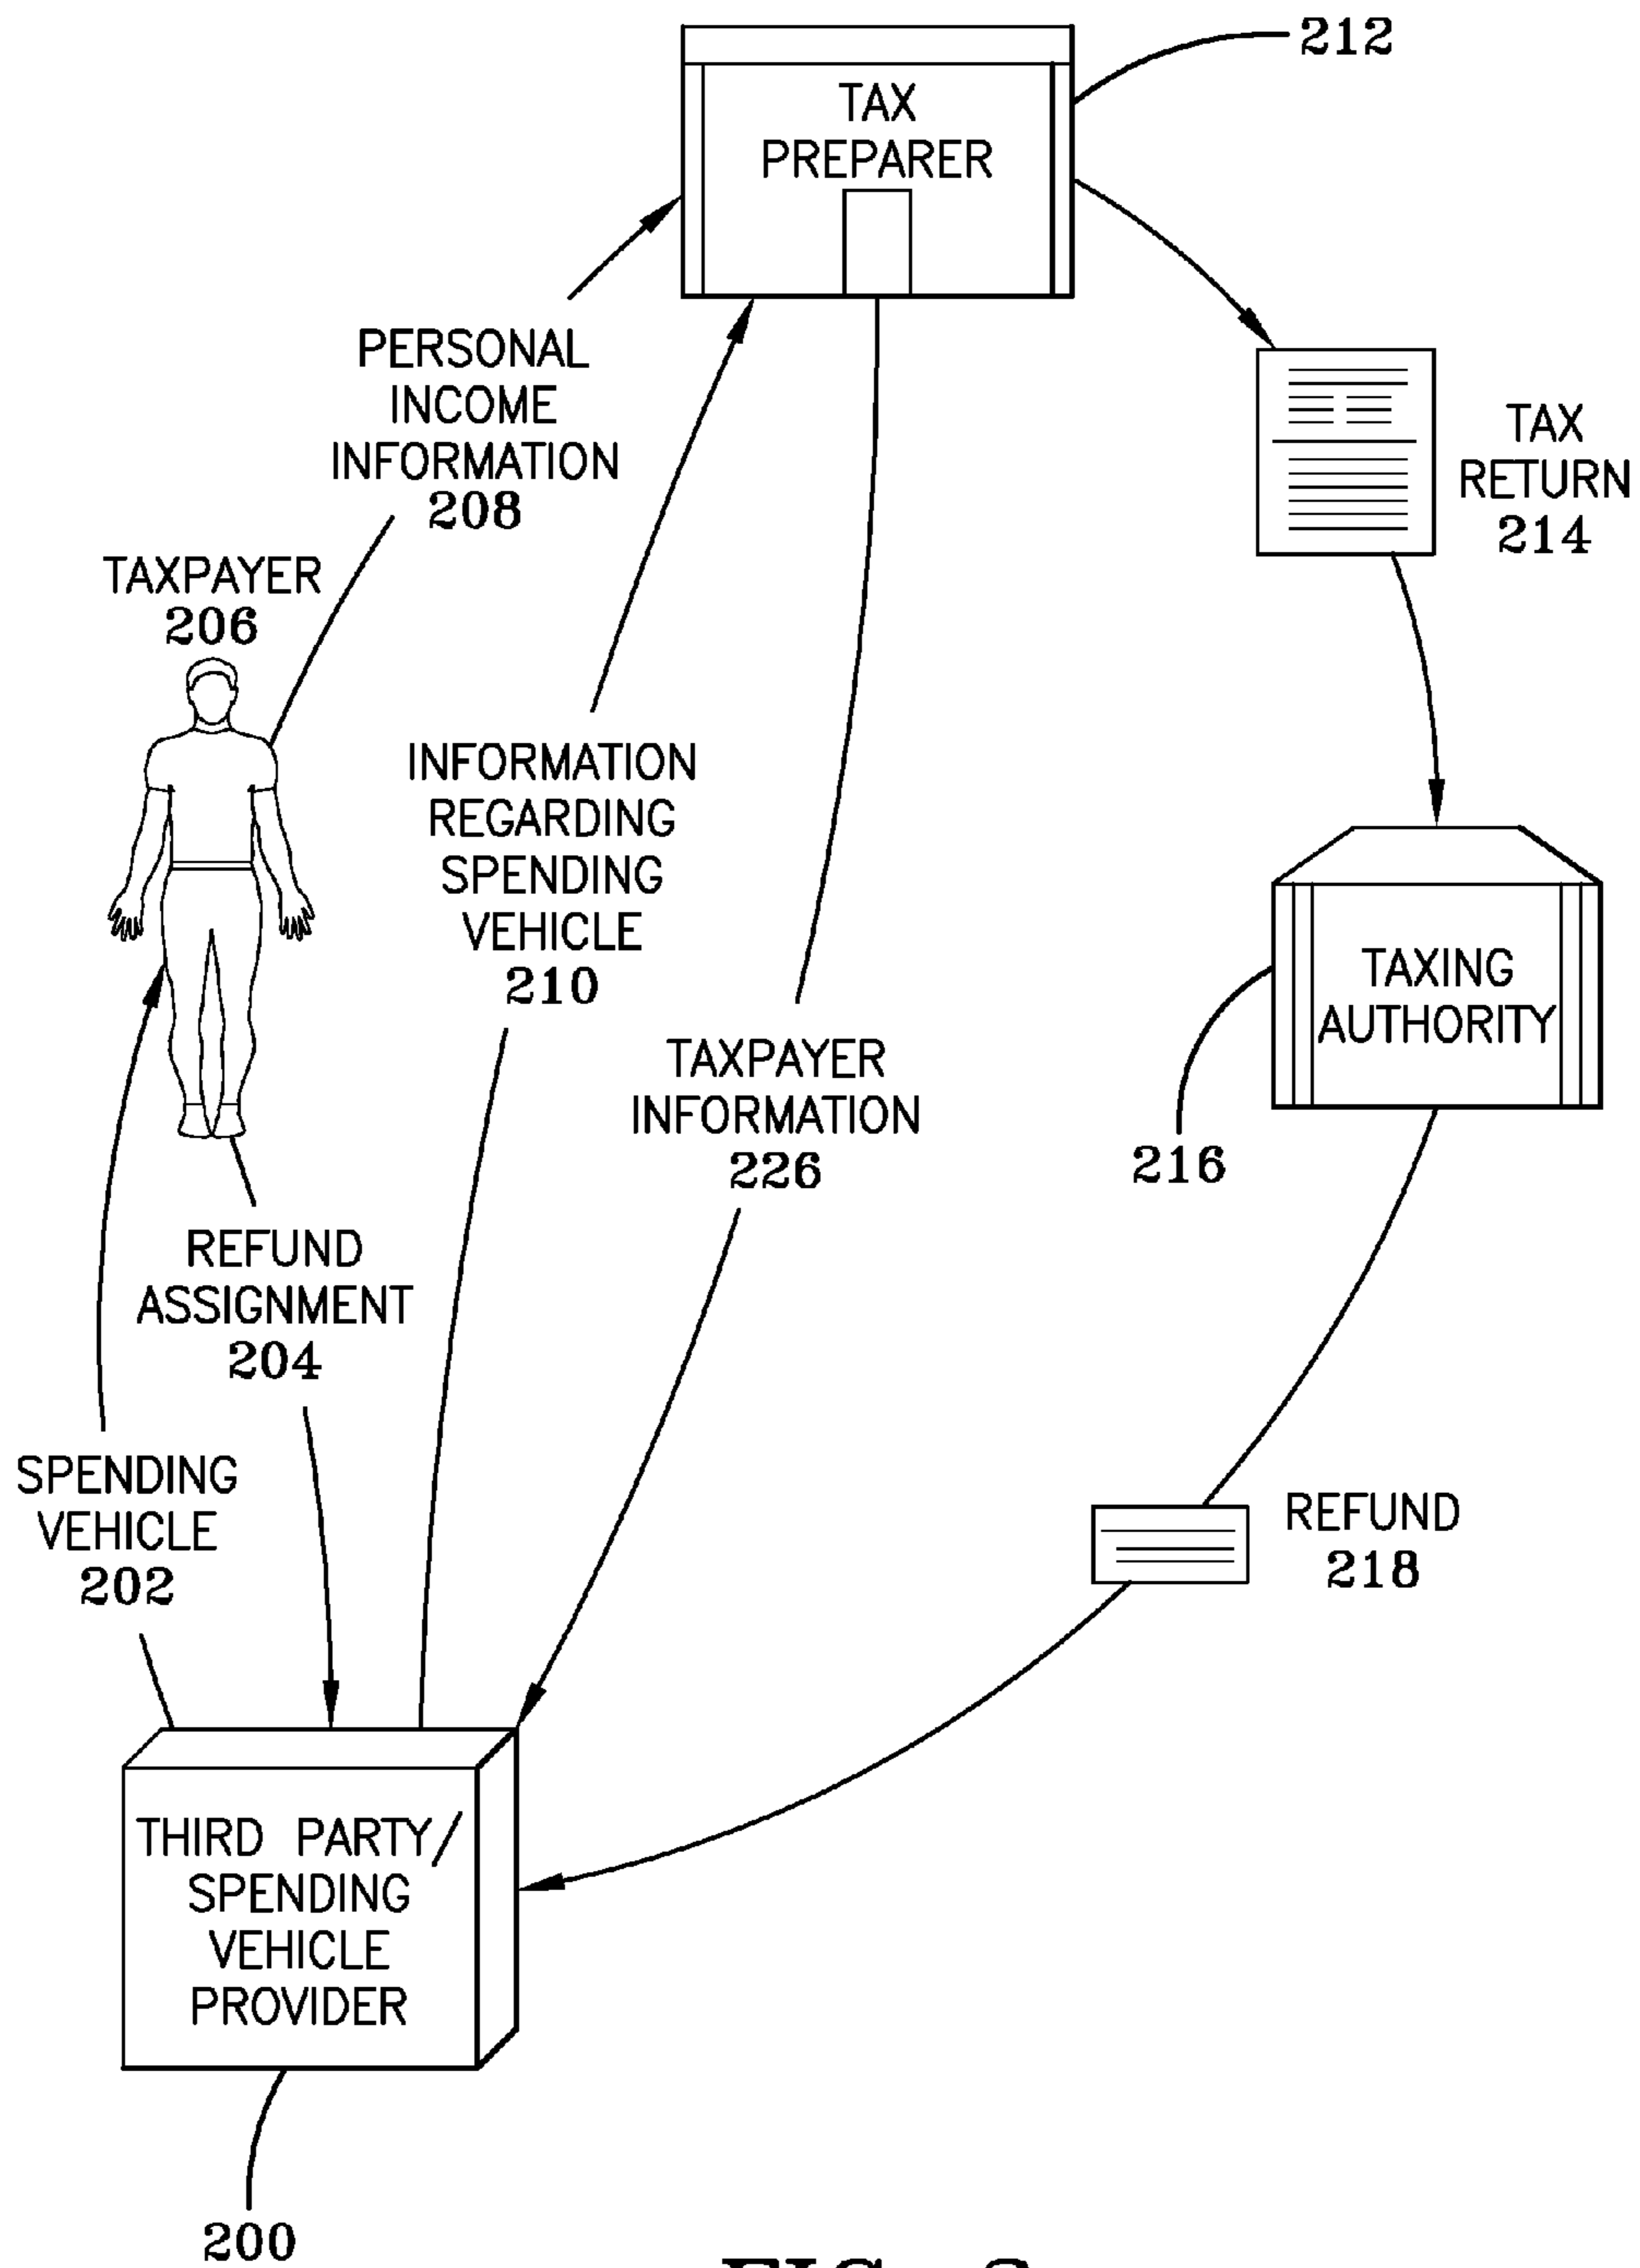 212
TAX
PREPARER
PERSONAL
INCOME
INFORMATION
208
TAX
RETURN
214
TAXPAYER
206
INFORMATION
REGARDING
SPENDING
VEHICLE
210
TAXING
AUTHORITY
216
TAXPAYER
INFORMATION
226
REFUND
ASSIGNMENT
204
SPENDING
VEHICLE
202
REFUND
218
THIRD PARTY/
SPENDING
VEHICLE
PROVIDER
200